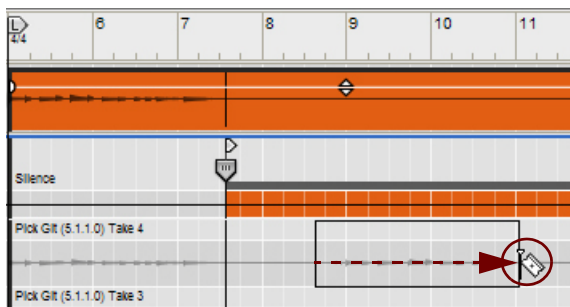 L 6 7 8 9 10 11
4/4
Silence
Pick Git (5.1.1.0) Take 4
Pick Git (5.1.1.0) Take 3